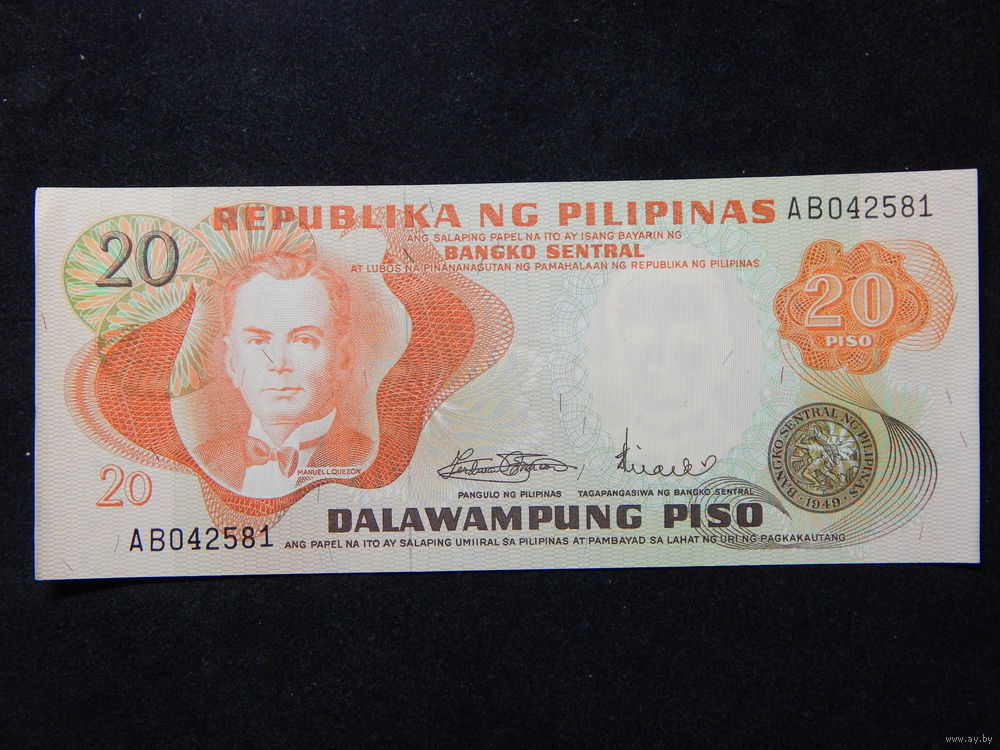 REPUBLIKA NG PILIPINAS AB042581
ANG SALAPING PAPEL NA ITO AY ISANG BAYARIN NG
BANGKO SENTRAL
AT LUBOS NA PINANANAGUTAN NG PAMAHALAAN NG REPUBLIKA NG PILIPINAS
20
20
PISO
MANUEL L.QUEZON
20
BANGKO SENTRAL NG PILIPINAS
·1949·
PANGULO NG PILIPINAS TAGAPANGASIWA NG BANGKO SENTRAL
DALAWAMPUNG PISO
AB042581
ANG PAPEL NA ITO AY SALAPING UMIIRAL SA PILIPINAS AT PAMBAYAD SA LAHAT NG URI NG PAGKAKAUTANG
www.ay.by